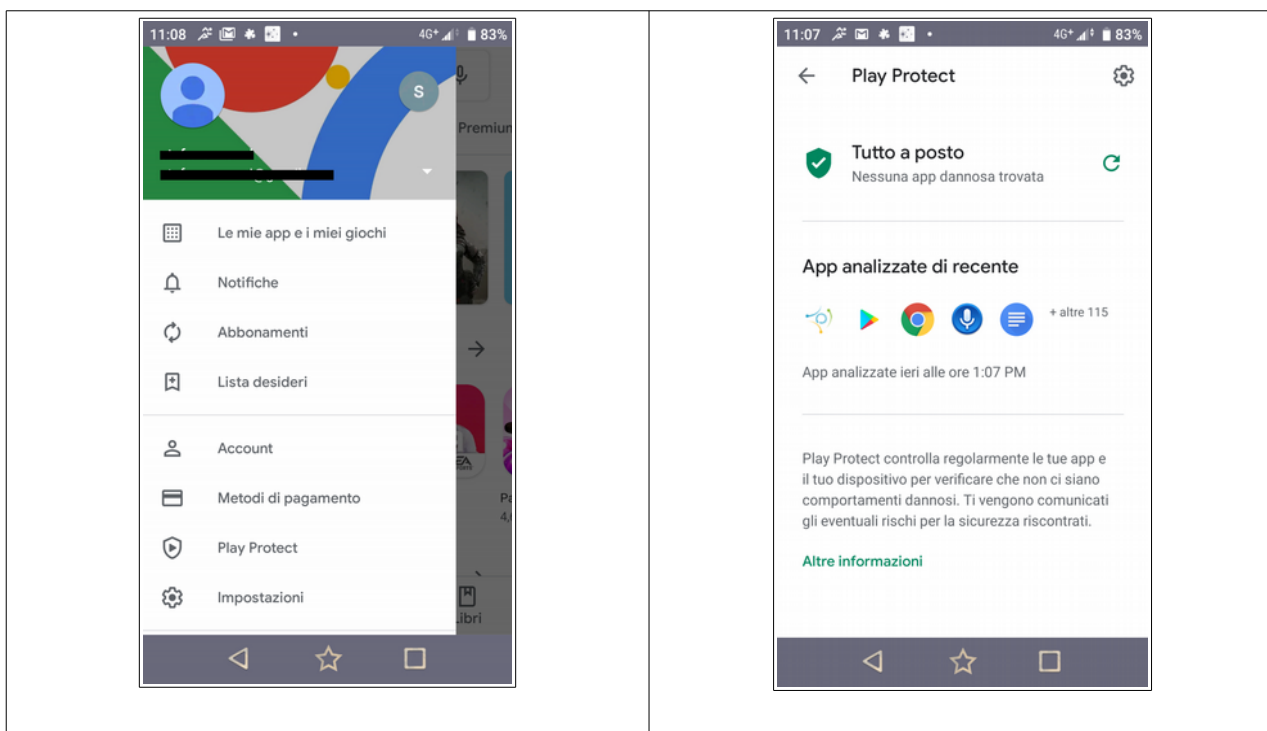 11:08
4G+ 83%
S
Premiun
Le mie app e i miei giochi
Notifiche
Abbonamenti
Lista desideri
Account
Metodi di pagamento
Play Protect
Impostazioni
EA
Pa
4,
Libri
11:07
4G+ 83%
Play Protect
Tutto a posto
Nessuna app dannosa trovata
App analizzate di recente
+ altre 115
App analizzate ieri alle ore 1:07 PM
Play Protect controlla regolarmente le tue app e
il tuo dispositivo per verificare che non ci siano
comportamenti dannosi. Ti vengono comunicati
gli eventuali rischi per la sicurezza riscontrati.
Altre informazioni